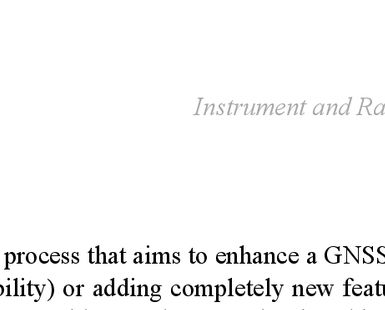 Instrument and Ra
process that aims to enhance a GNSS
bility) or adding completely new featu